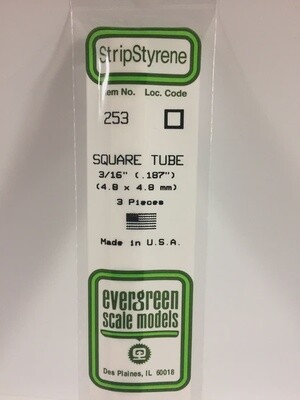 StripStyrene
Item No. Loc. Code
253
SQUARE TUBE
3/16" (.187")
(4.8 x 4.8 mm)
3 Pieces
Made in U.S.A.
evergreen
scale models
Des Plaines, IL 60018